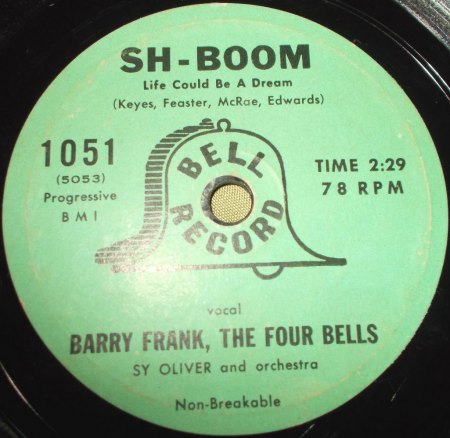 SH-BOOM
Life Could Be A Dream
(Keyes, Feaster, McRae, Edwards)
1051
(5053)
Progressive
BMI
BELL
RECORD
TIME 2:29
78 RPM
vocal
BARRY FRANK, THE FOUR BELLS
SY OLIVER and orchestra
Non-Breakable